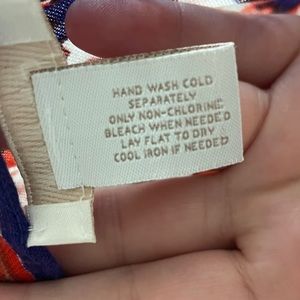 HAND WASH COLD
SEPARATELY
ONLY NON-CHLORINE
BLEACH WHEN NEEDED
LAY FLAT TO DRY
COOL IRON IF NEEDED